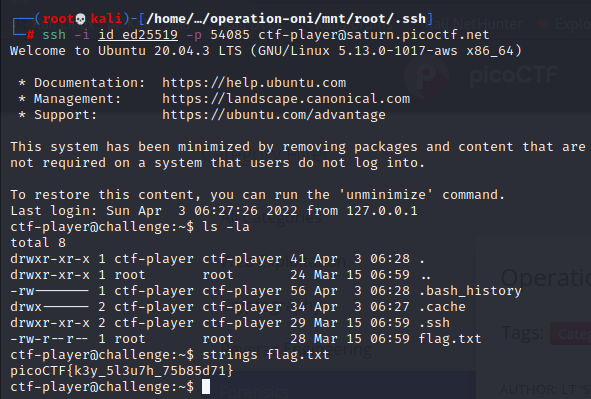 ┌──(root💀kali)-[/home/…/operation-oni/mnt/root/.ssh]
└─# ssh -i id_ed25519 -p 54085 ctf-player@saturn.picoctf.net
Welcome to Ubuntu 20.04.3 LTS (GNU/Linux 5.13.0-1017-aws x86_64)
* Documentation: https://help.ubuntu.com
* Management: https://landscape.canonical.com
* Support: https://ubuntu.com/advantage
This system has been minimized by removing packages and content that are
not required on a system that users do not log into.
To restore this content, you can run the 'unminimize' command.
Last login: Sun Apr 3 06:27:26 2022 from 127.0.0.1
ctf-player@challenge:~$ ls -la
total 8
drwxr-xr-x 1 ctf-player ctf-player 41 Apr 3 06:28 .
drwxr-xr-x 1 root root 24 Mar 15 06:59 ..
-rw------- 1 ctf-player ctf-player 56 Apr 3 06:28 .bash_history
drwx------ 2 ctf-player ctf-player 34 Apr 3 06:27 .cache
drwxr-xr-x 2 ctf-player ctf-player 29 Mar 15 06:59 .ssh
-rw-r--r-- 1 root root 28 Mar 15 06:59 flag.txt
ctf-player@challenge:~$ strings flag.txt
picoCTF{k3y_5l3u7h_75b85d71}
ctf-player@challenge:~$
picoCTF
Operation
Tags: